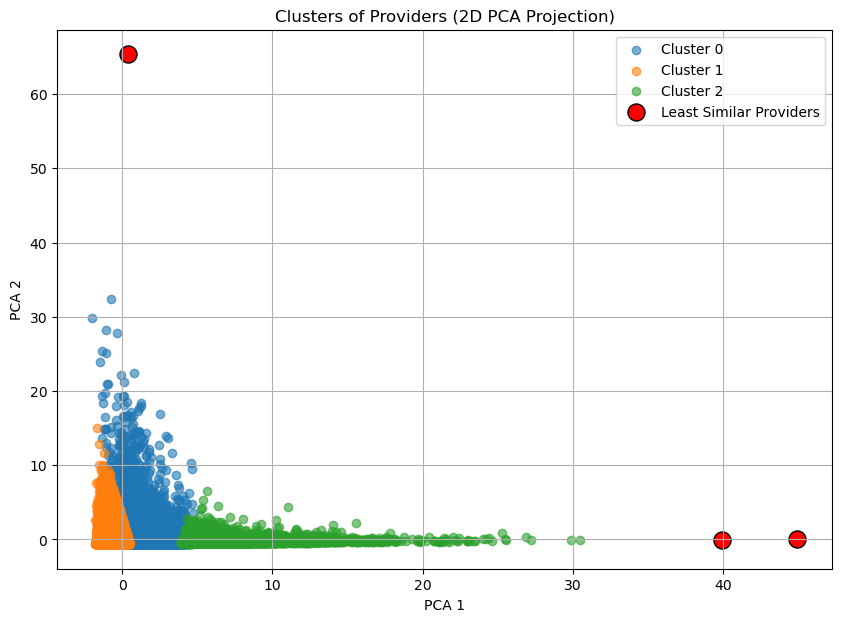 Clusters of Providers (2D PCA Projection)
Cluster 0
Cluster 1
Cluster 2
Least Similar Providers
PCA 2
60
50
40
30
20
10
0
0 10 20 30 40
PCA 1